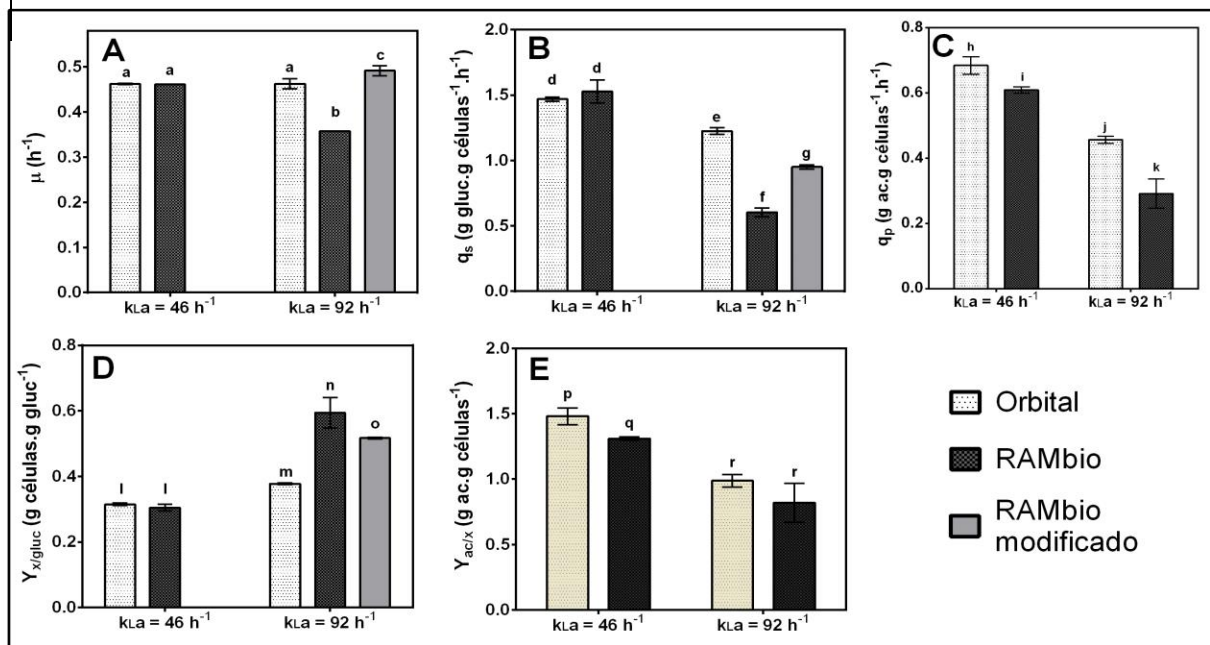 A
μ (h⁻¹)
0.5
0.4
0.3
0.2
0.1
0.0
a
a
a
b
c
kLa = 46 h⁻¹
kLa = 92 h⁻¹
B
qs (g gluc.g células⁻¹.h⁻¹)
2.0
1.5
1.0
0.5
0.0
d
d
e
f
g
kLa = 46 h⁻¹
kLa = 92 h⁻¹
C
qp (g ac.g células⁻¹.h⁻¹)
0.8
0.6
0.4
0.2
0.0
h
i
j
k
kLa = 46 h⁻¹
kLa = 92 h⁻¹
D
Yx/gluc (g células.g gluc⁻¹)
0.8
0.6
0.4
0.2
0.0
l
l
m
n
o
kLa = 46 h⁻¹
kLa = 92 h⁻¹
E
Yac/x (g ac.g células⁻¹)
2.0
1.5
1.0
0.5
0.0
p
q
r
r
kLa = 46 h⁻¹
kLa = 92 h⁻¹
Orbital
RAMbio
RAMbio
modificado